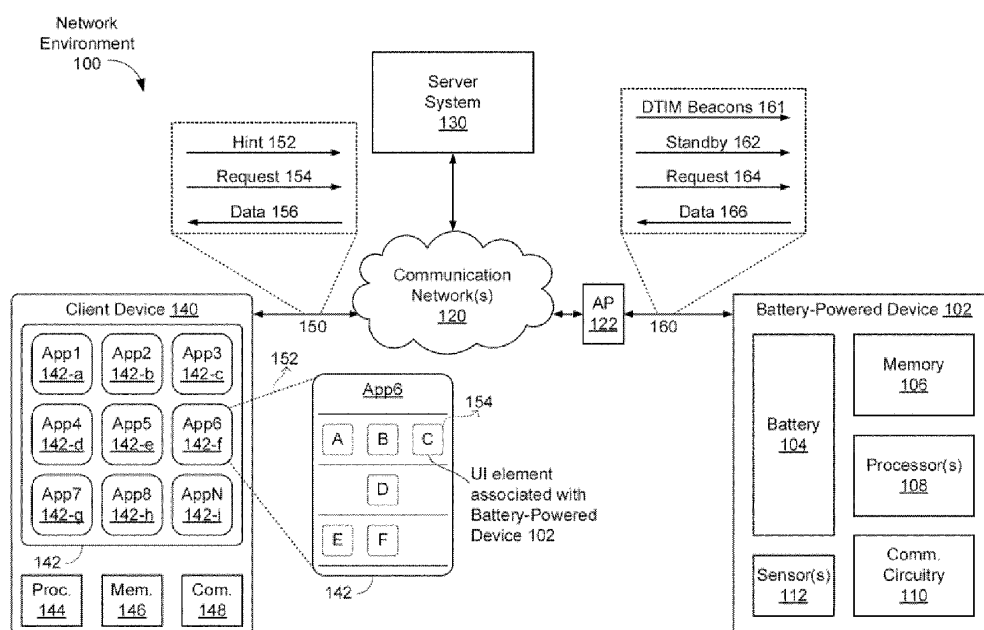 Network
Environment
100
Server
System
130
Hint 152
Request 154
Data 156
DTIM Beacons 161
Standby 162
Request 164
Data 166
Communication
Network(s)
120
AP
122
150
160
Client Device 140
App1
142-a
App2
142-b
App3
142-c
App4
142-d
App5
142-e
App6
142-f
App7
142-g
App8
142-h
AppN
142-i
142
Proc.
144
Mem.
146
Com.
148
152
App6
154
A
B
C
D
E
F
142
UI element
associated with
Battery-Powered
Device 102
Battery-Powered Device 102
Battery
104
Memory
106
Processor(s)
108
Sensor(s)
112
Comm.
Circuitry
110